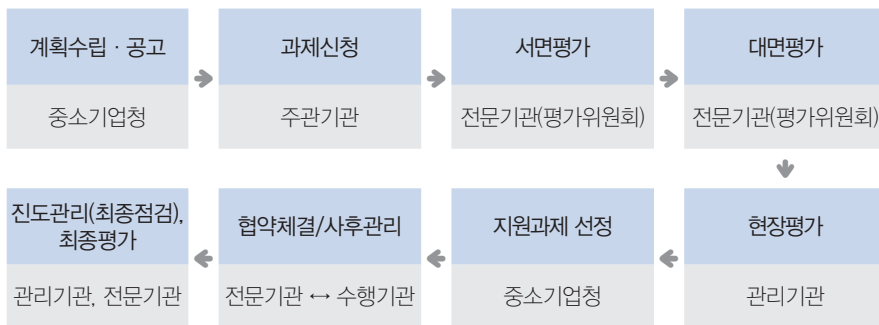 계획수립 · 공고
중소기업청
과제신청
주관기관
서면평가
전문기관(평가위원회)
대면평가
전문기관(평가위원회)
현장평가
관리기관
지원과제 선정
중소기업청
협약체결/사후관리
전문기관 ↔ 수행기관
진도관리(최종점검),
최종평가
관리기관, 전문기관